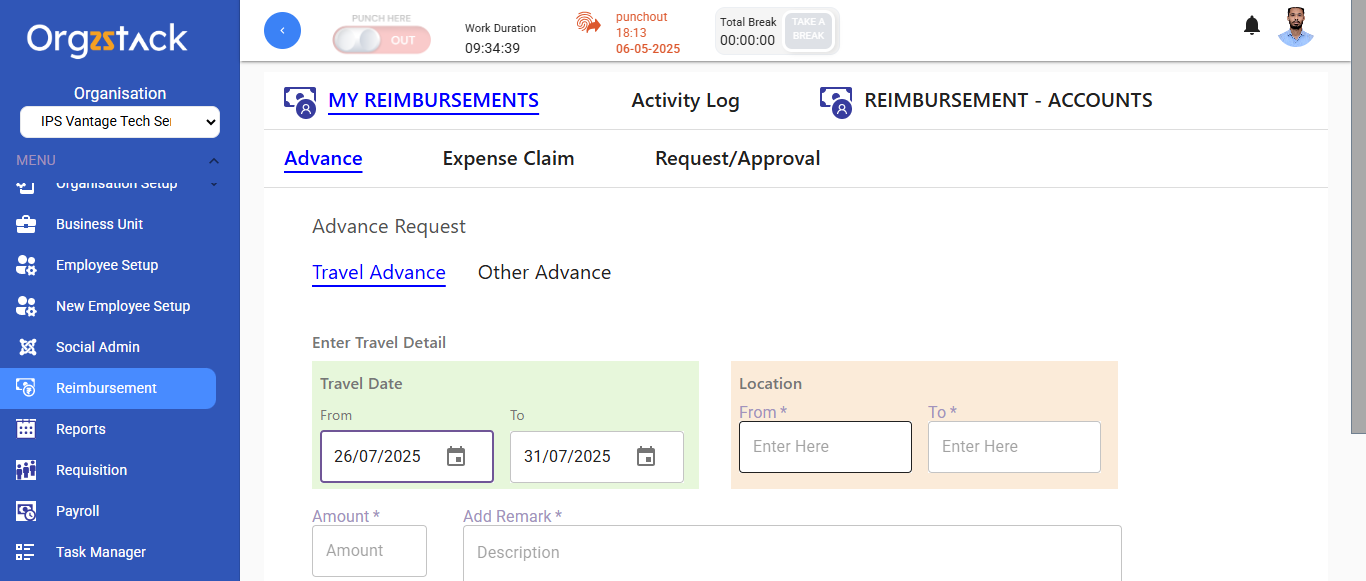 Orgzstack
Organisation
IPS Vantage Tech Ser
MENU
Organisation Setup
Business Unit
Employee Setup
New Employee Setup
Social Admin
Reimbursement
Reports
Requisition
Payroll
Task Manager
PUNCH HERE
OUT
Work Duration
09:34:39
punchout
18:13
06-05-2025
Total Break
00:00:00
TAKE A
BREAK
MY REIMBURSEMENTS
Activity Log
REIMBURSEMENT - ACCOUNTS
Advance
Expense Claim
Request/Approval
Advance Request
Travel Advance
Other Advance
Enter Travel Detail
Travel Date
From
To
26/07/2025
31/07/2025
Location
From *
To *
Enter Here
Enter Here
Amount *
Add Remark *
Amount
Description